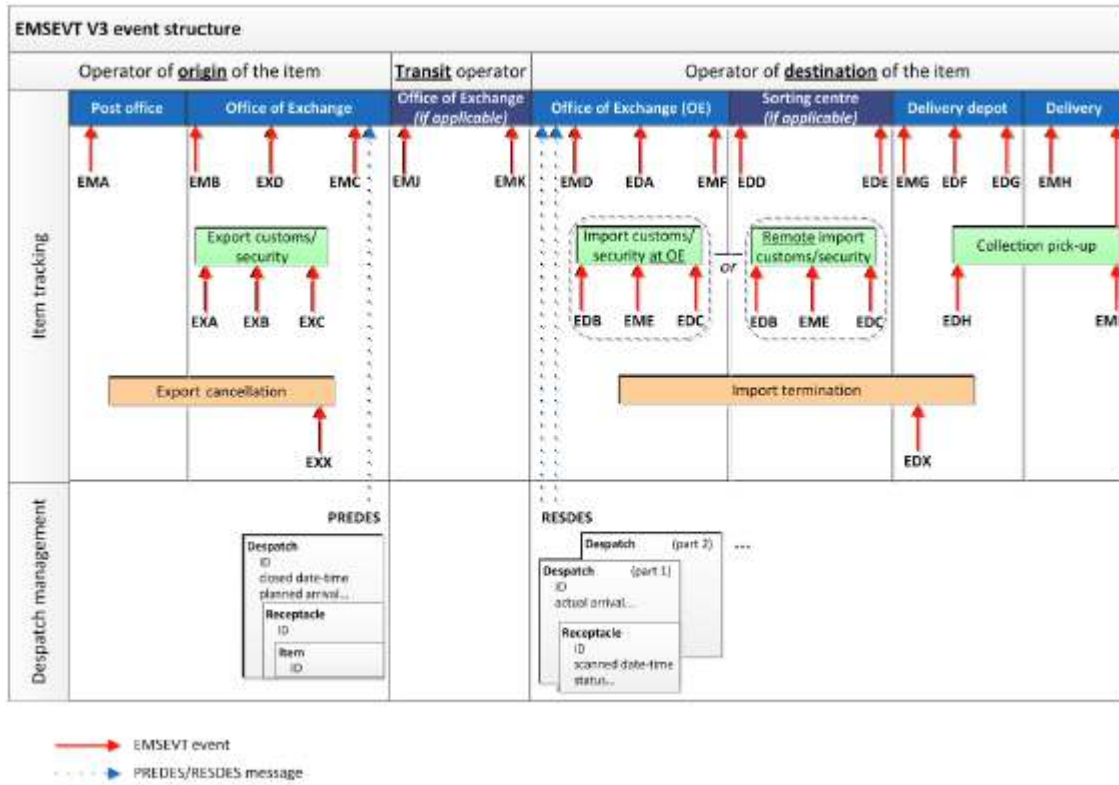 EMSEVT V3 event structure
Operator of origin of the item
Transit operator
Operator of destination of the item
Post office
Office of Exchange
Office of Exchange
(if applicable)
Office of Exchange (OE)
Sorting centre
(if applicable)
Delivery depot
Delivery
Item tracking
EMA
EMB
EXD
EMC
EMJ
EMK
EMD
EDA
EMF
EDD
EDE
EMG
EDF
EDG
EMH
Export customs/
security
Import customs/
security at OE
or
Remote import
customs/security
Collection pick-up
EXA
EXB
EXC
EDB
EME
EDC
EDB
EME
EDC
EDH
Export cancellation
Import termination
EXX
EDX
Despatch management
PREDES
Despatch
ID
closed date-time
planned arrival...
Receptacle
ID
Item
ID
RESDES
Despatch (part 2)
...
Despatch (part 1)
ID
actual arrival...
Receptacle
ID
scanned date-time
status...
EMSEVT event
PREDES/RESDES message